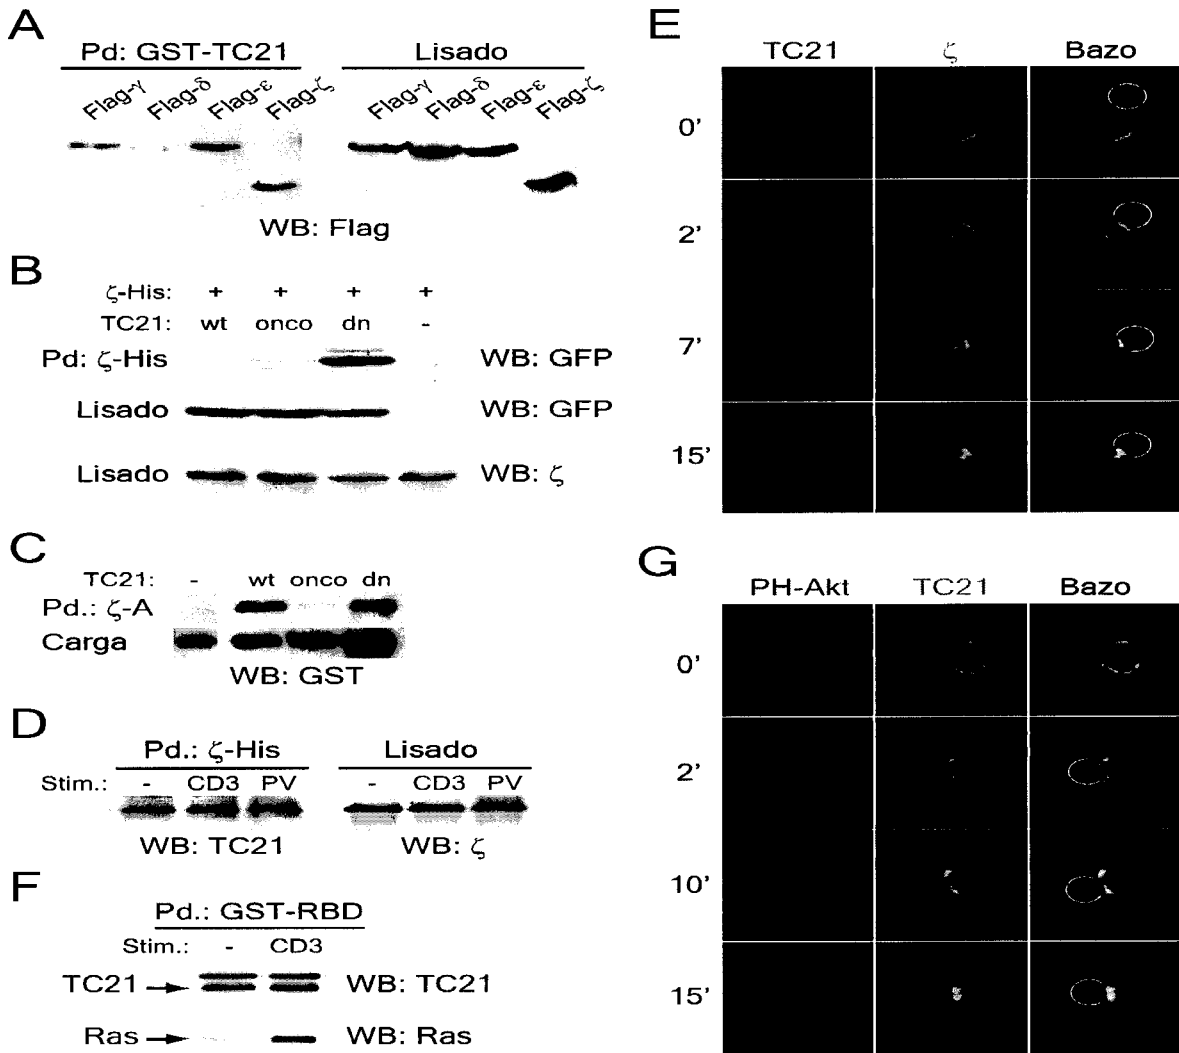 A
Pd: GST-TC21 Lisado
Flag-γ Flag-δ Flag-ε Flag-ζ Flag-γ Flag-δ Flag-ε Flag-ζ
WB: Flag
B
ζ-His: + + + +
TC21: wt onco dn -
Pd: ζ-His WB: GFP
Lisado WB: GFP
Lisado WB: ζ
C
TC21: - wt onco dn
Pd.: ζ-A
Carga
WB: GST
D
Pd.: ζ-His Lisado
Stim.: - CD3 PV - CD3 PV
WB: TC21 WB: ζ
F
Pd.: GST-RBD
Stim.: - CD3
TC21 WB: TC21
Ras WB: Ras
E
TC21 ζ Bazo
0'
2'
7'
15'
G
PH-Akt TC21 Bazo
0'
2'
10'
15'